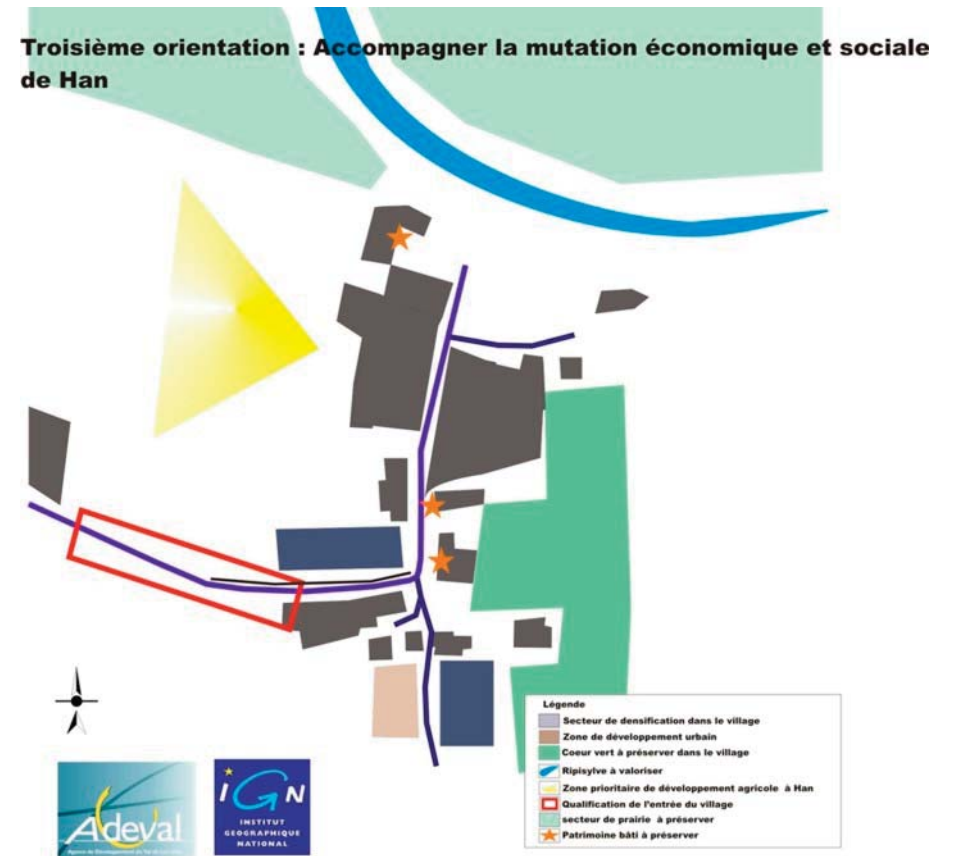 Troisième orientation : Accompagner la mutation économique et sociale
de Han
Légende
Secteur de densification dans le village
Zone de développement urbain
Coeur vert à préserver dans le village
Ripisylve à valoriser
Zone prioritaire de développement agricole à Han
Qualification de l'entrée du village
secteur de prairie à préserver
Patrimoine bâti à préserver
Adeval
IGN
INSTITUT
GEOGRAPHIQUE
NATIONAL